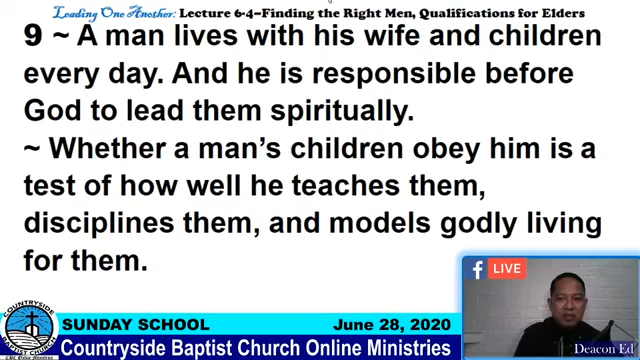 Leading One Another: Lecture 6-4–Finding the Right Men, Qualifications for Elders
9 ~ A man lives with his wife and children
every day. And he is responsible before
God to lead them spiritually.
~ Whether a man's children obey him is a
test of how well he teaches them,
disciplines them, and models godly living
for them.
f LIVE
Deacon Ed
COUNTRYSIDE
BAPTIST CHURCH
SUNDAY SCHOOL June 28, 2020
Countryside Baptist Church Online Ministries